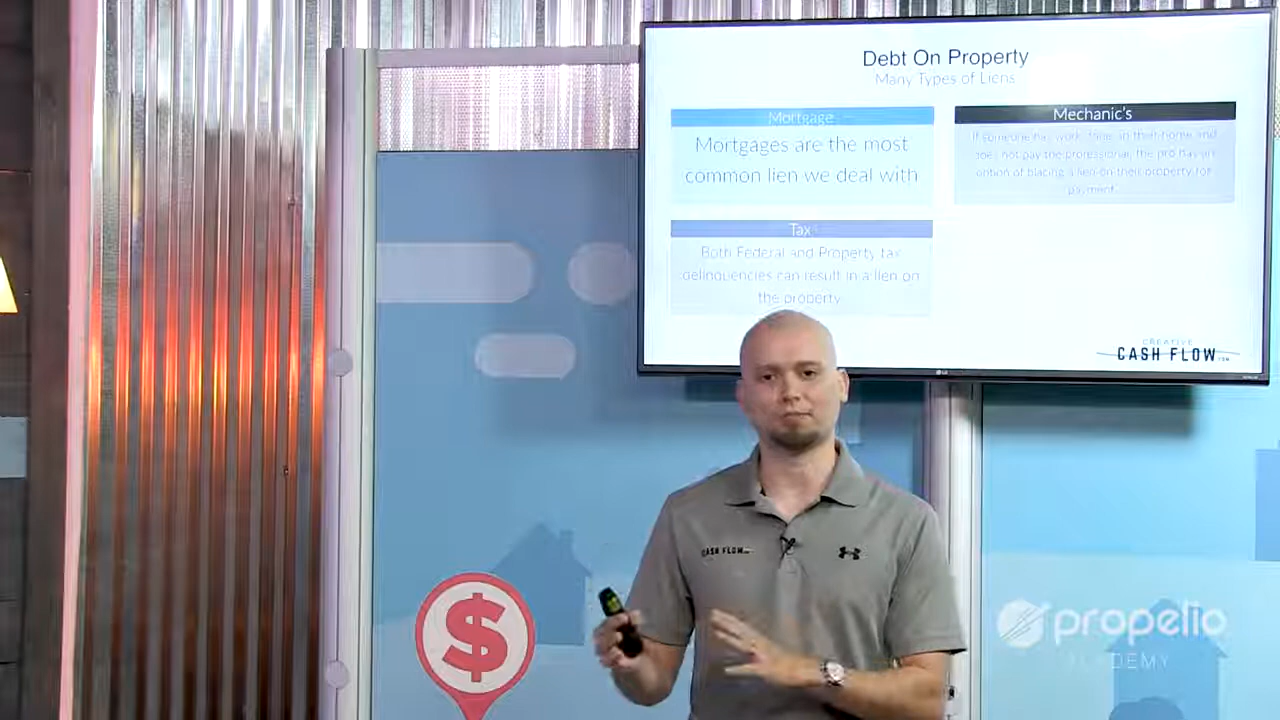 Debt On Property
Many Types of Liens
Mortgage
Mortgages are the most
common lien we deal with
Mechanic's
If someone has work done in their home and
does not pay the professional, the pro has an
option of placing a lien on their property for
payment.
Tax
Both Federal and Property tax
delinquencies can result in a lien on
the property
CREATIVE
CASH FLOW
CASH FLOW
$
propelio
ACADEMY
LG